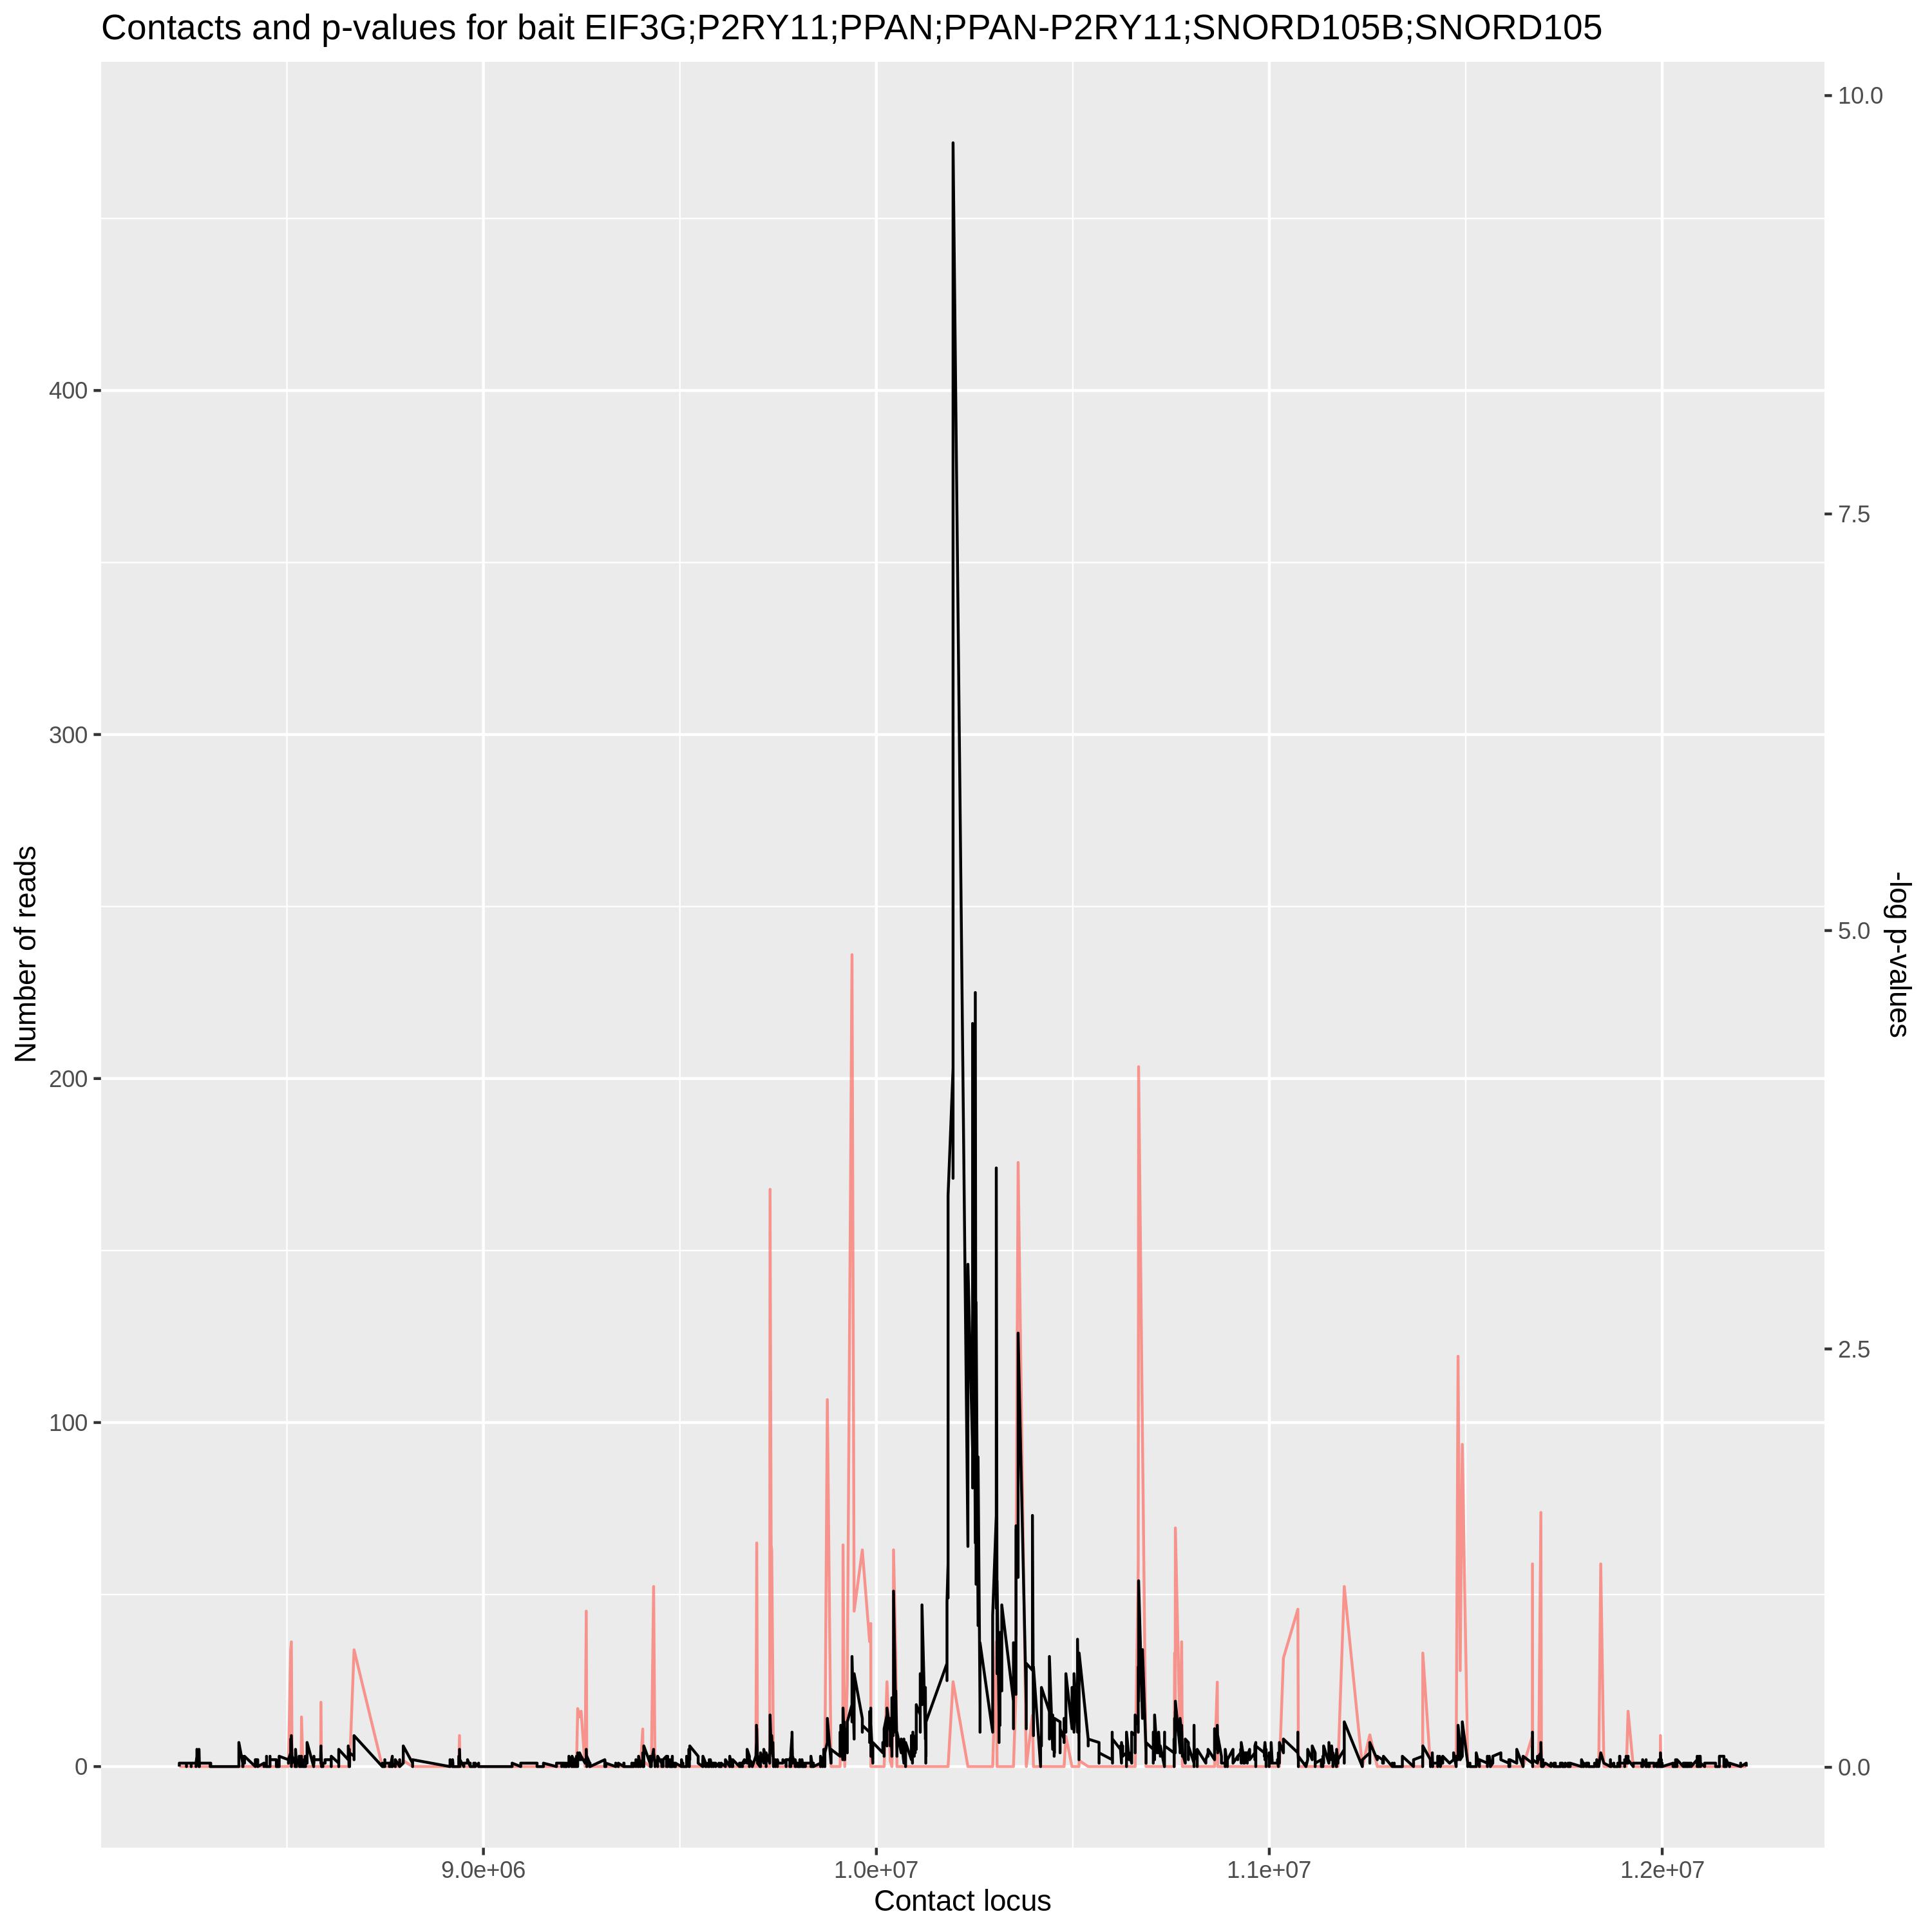 Contacts and p-values for bait EIF3G;P2RY11;PPAN;PPAN-P2RY11;SNORD105B;SNORD105
10.0
400
7.5
300
Number of reads
-log p-values
5.0
200
2.5
100
0
0.0
9.0e+06
1.0e+07
1.1e+07
1.2e+07
Contact locus